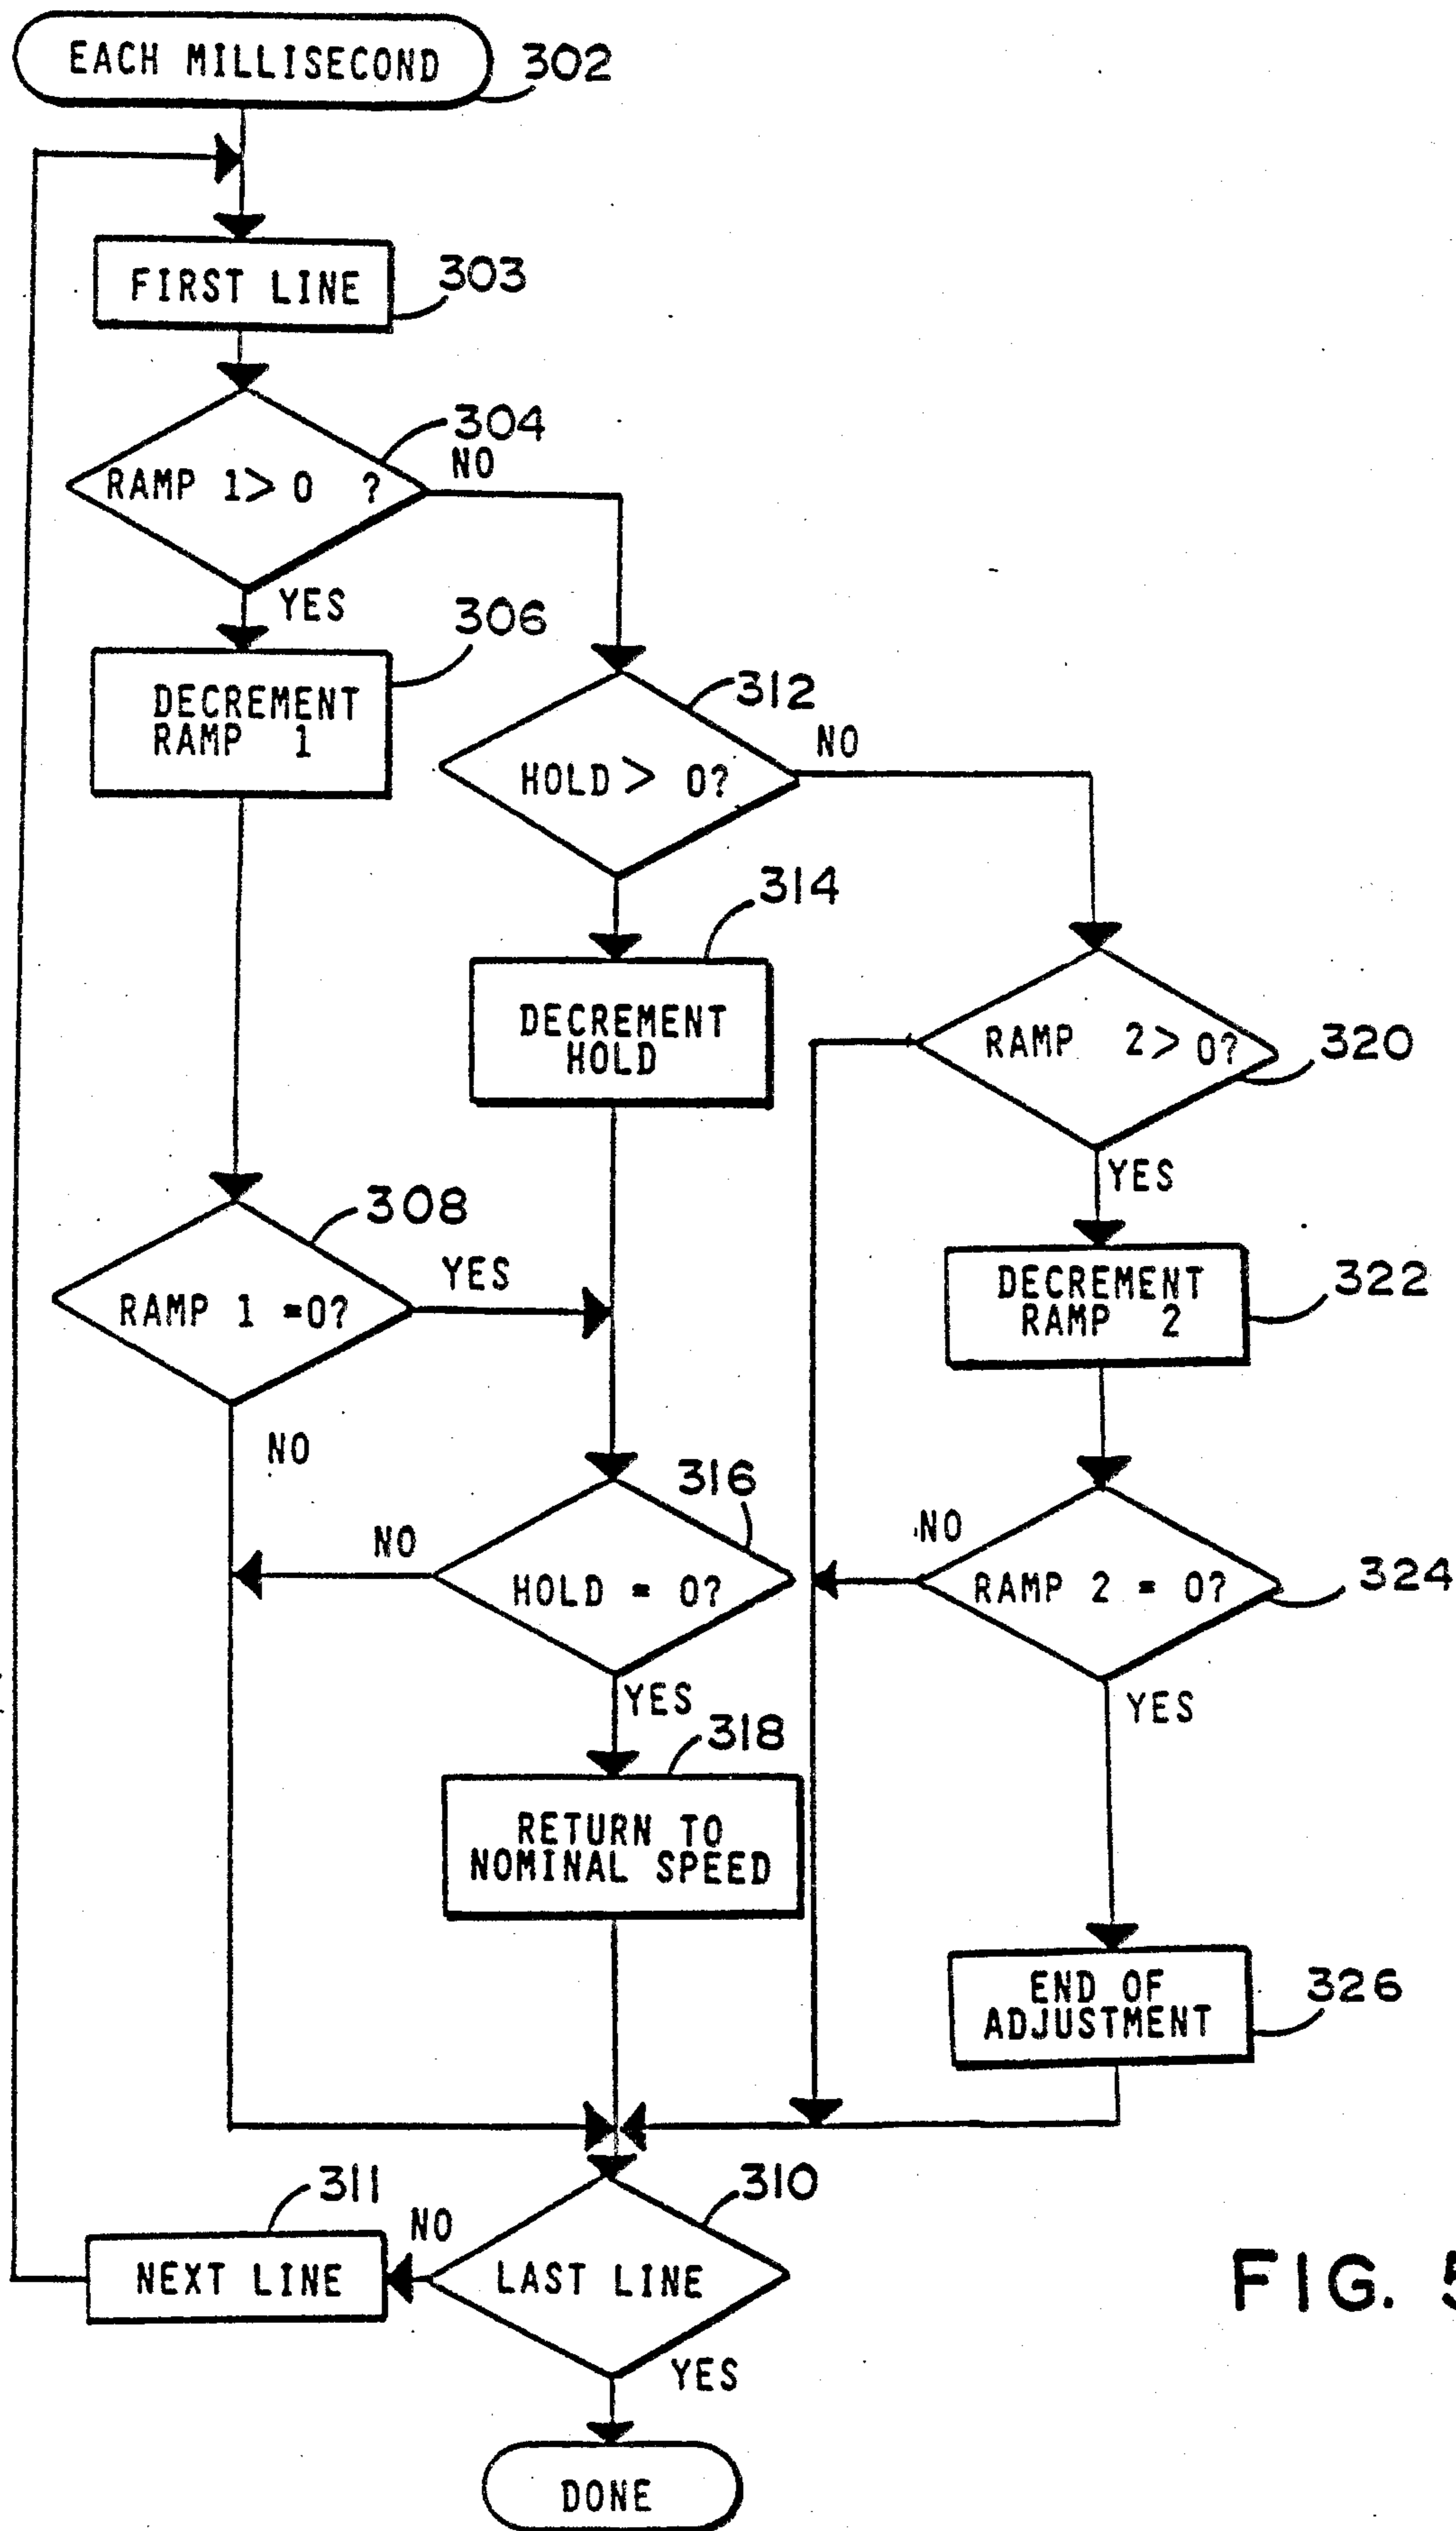 EACH MILLISECOND
302
FIRST LINE
303
RAMP 1> 0 ?
304
NO
YES
DECREMENT
RAMP 1
306
HOLD > 0?
312
NO
DECREMENT
HOLD
314
RAMP 2> 0?
320
YES
DECREMENT
RAMP 2
322
RAMP 1 =0?
308
YES
NO
HOLD = 0?
316
NO
YES
RAMP 2 = 0?
324
NO
YES
RETURN TO
NOMINAL SPEED
318
END OF
ADJUSTMENT
326
LAST LINE
310
NO
YES
NEXT LINE
311
DONE
FIG. 5